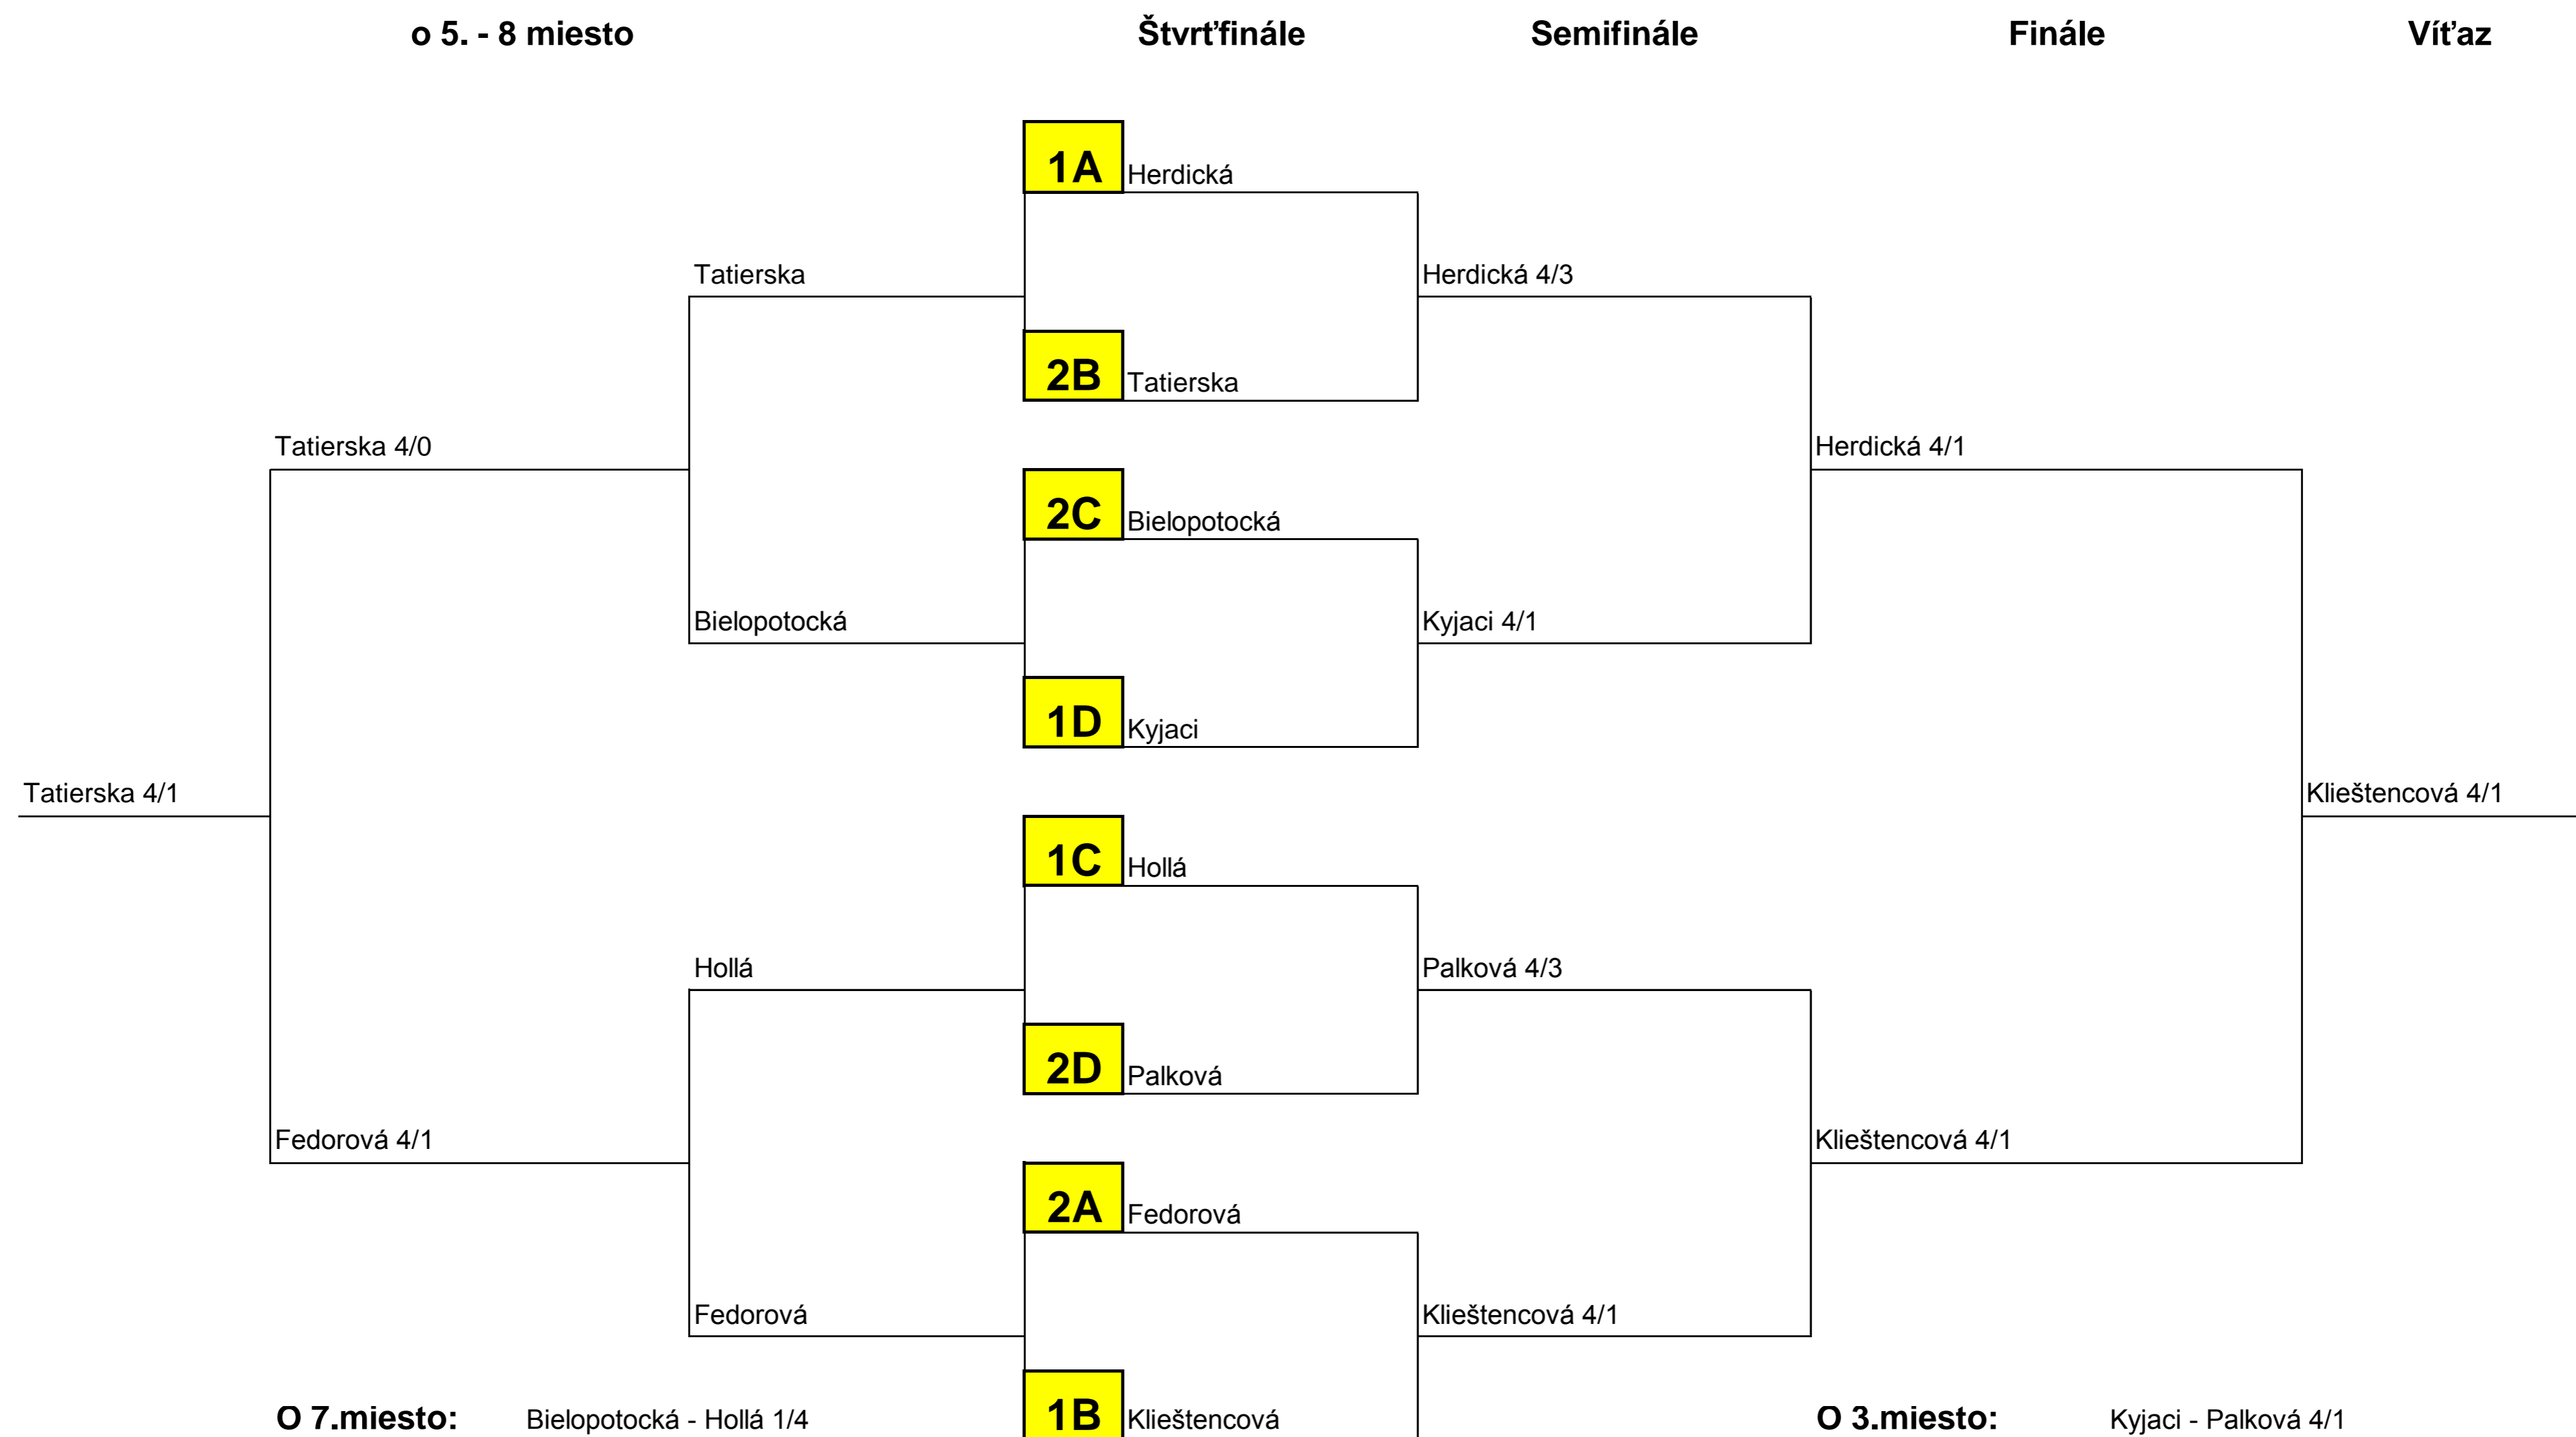 o 5. - 8 miesto Štvrťfinále Semifinále Finále Víťaz
1A Herdická
Tatierska Herdická 4/3
2B Tatierska
Tatierska 4/0 Herdická 4/1
2C Bielopotocká
Bielopotocká Kyjaci 4/1
1D Kyjaci
Tatierska 4/1 Klieštencová 4/1
1C Hollá
Hollá Palková 4/3
2D Palková
Fedorová 4/1 Klieštencová 4/1
2A Fedorová
Fedorová Klieštencová 4/1
O 7.miesto: Bielopotocká - Hollá 1/4 1B Klieštencová O 3.miesto: Kyjaci - Palková 4/1